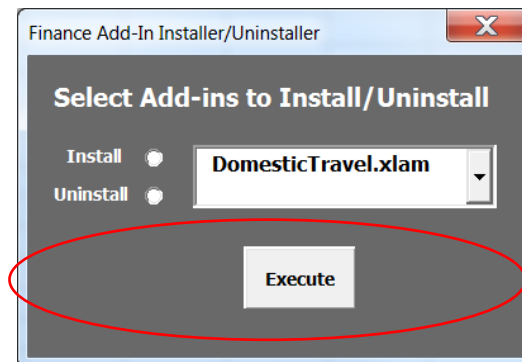 Finance Add-In Installer/Uninstaller
Select Add-ins to Install/Uninstall
Install
DomesticTravel.xlam
Uninstall
Execute